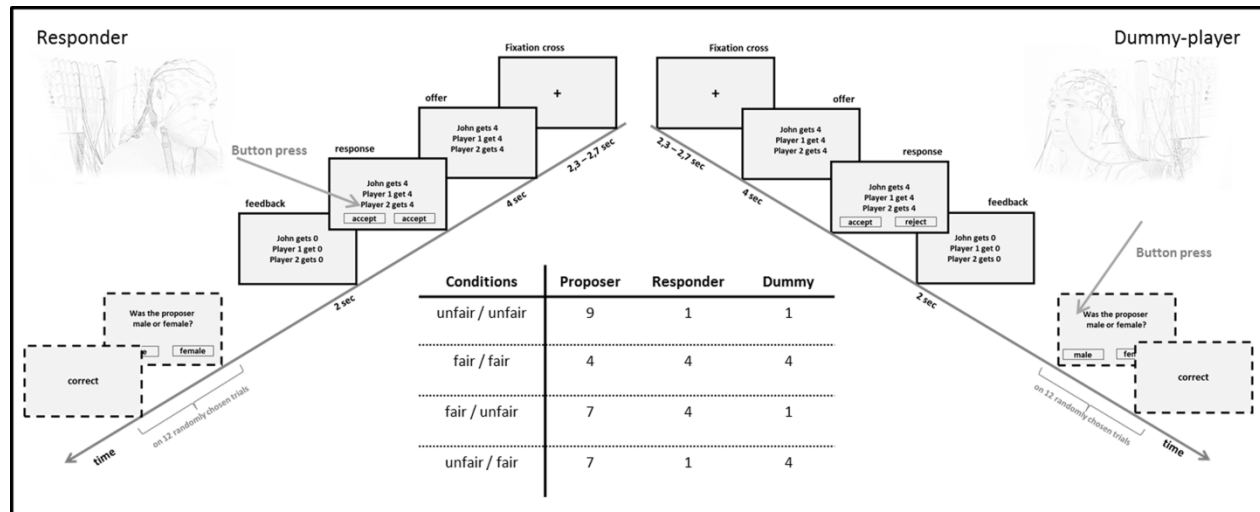 Responder
Fixation cross
+
offer
John gets 4
Player 1 get 4
Player 2 gets 4
Button press
response
John gets 4
Player 1 get 4
Player 2 gets 4
accept accept
feedback
John gets 0
Player 1 get 0
Player 2 gets 0
Was the proposer
male or female?
female
correct
2,3 – 2,7 sec
4 sec
2 sec
on 12 randomly chosen trials
time
Dummy-player
Fixation cross
+
offer
John gets 4
Player 1 get 4
Player 2 gets 4
response
John gets 4
Player 1 get 4
Player 2 gets 4
accept reject
feedback
John gets 0
Player 1 get 0
Player 2 gets 0
Button press
Was the proposer
male or female?
male
correct
2,3 – 2,7 sec
4 sec
2 sec
on 12 randomly chosen trials
time
Conditions Proposer Responder Dummy
unfair / unfair 9 1 1
fair / fair 4 4 4
fair / unfair 7 4 1
unfair / fair 7 1 4